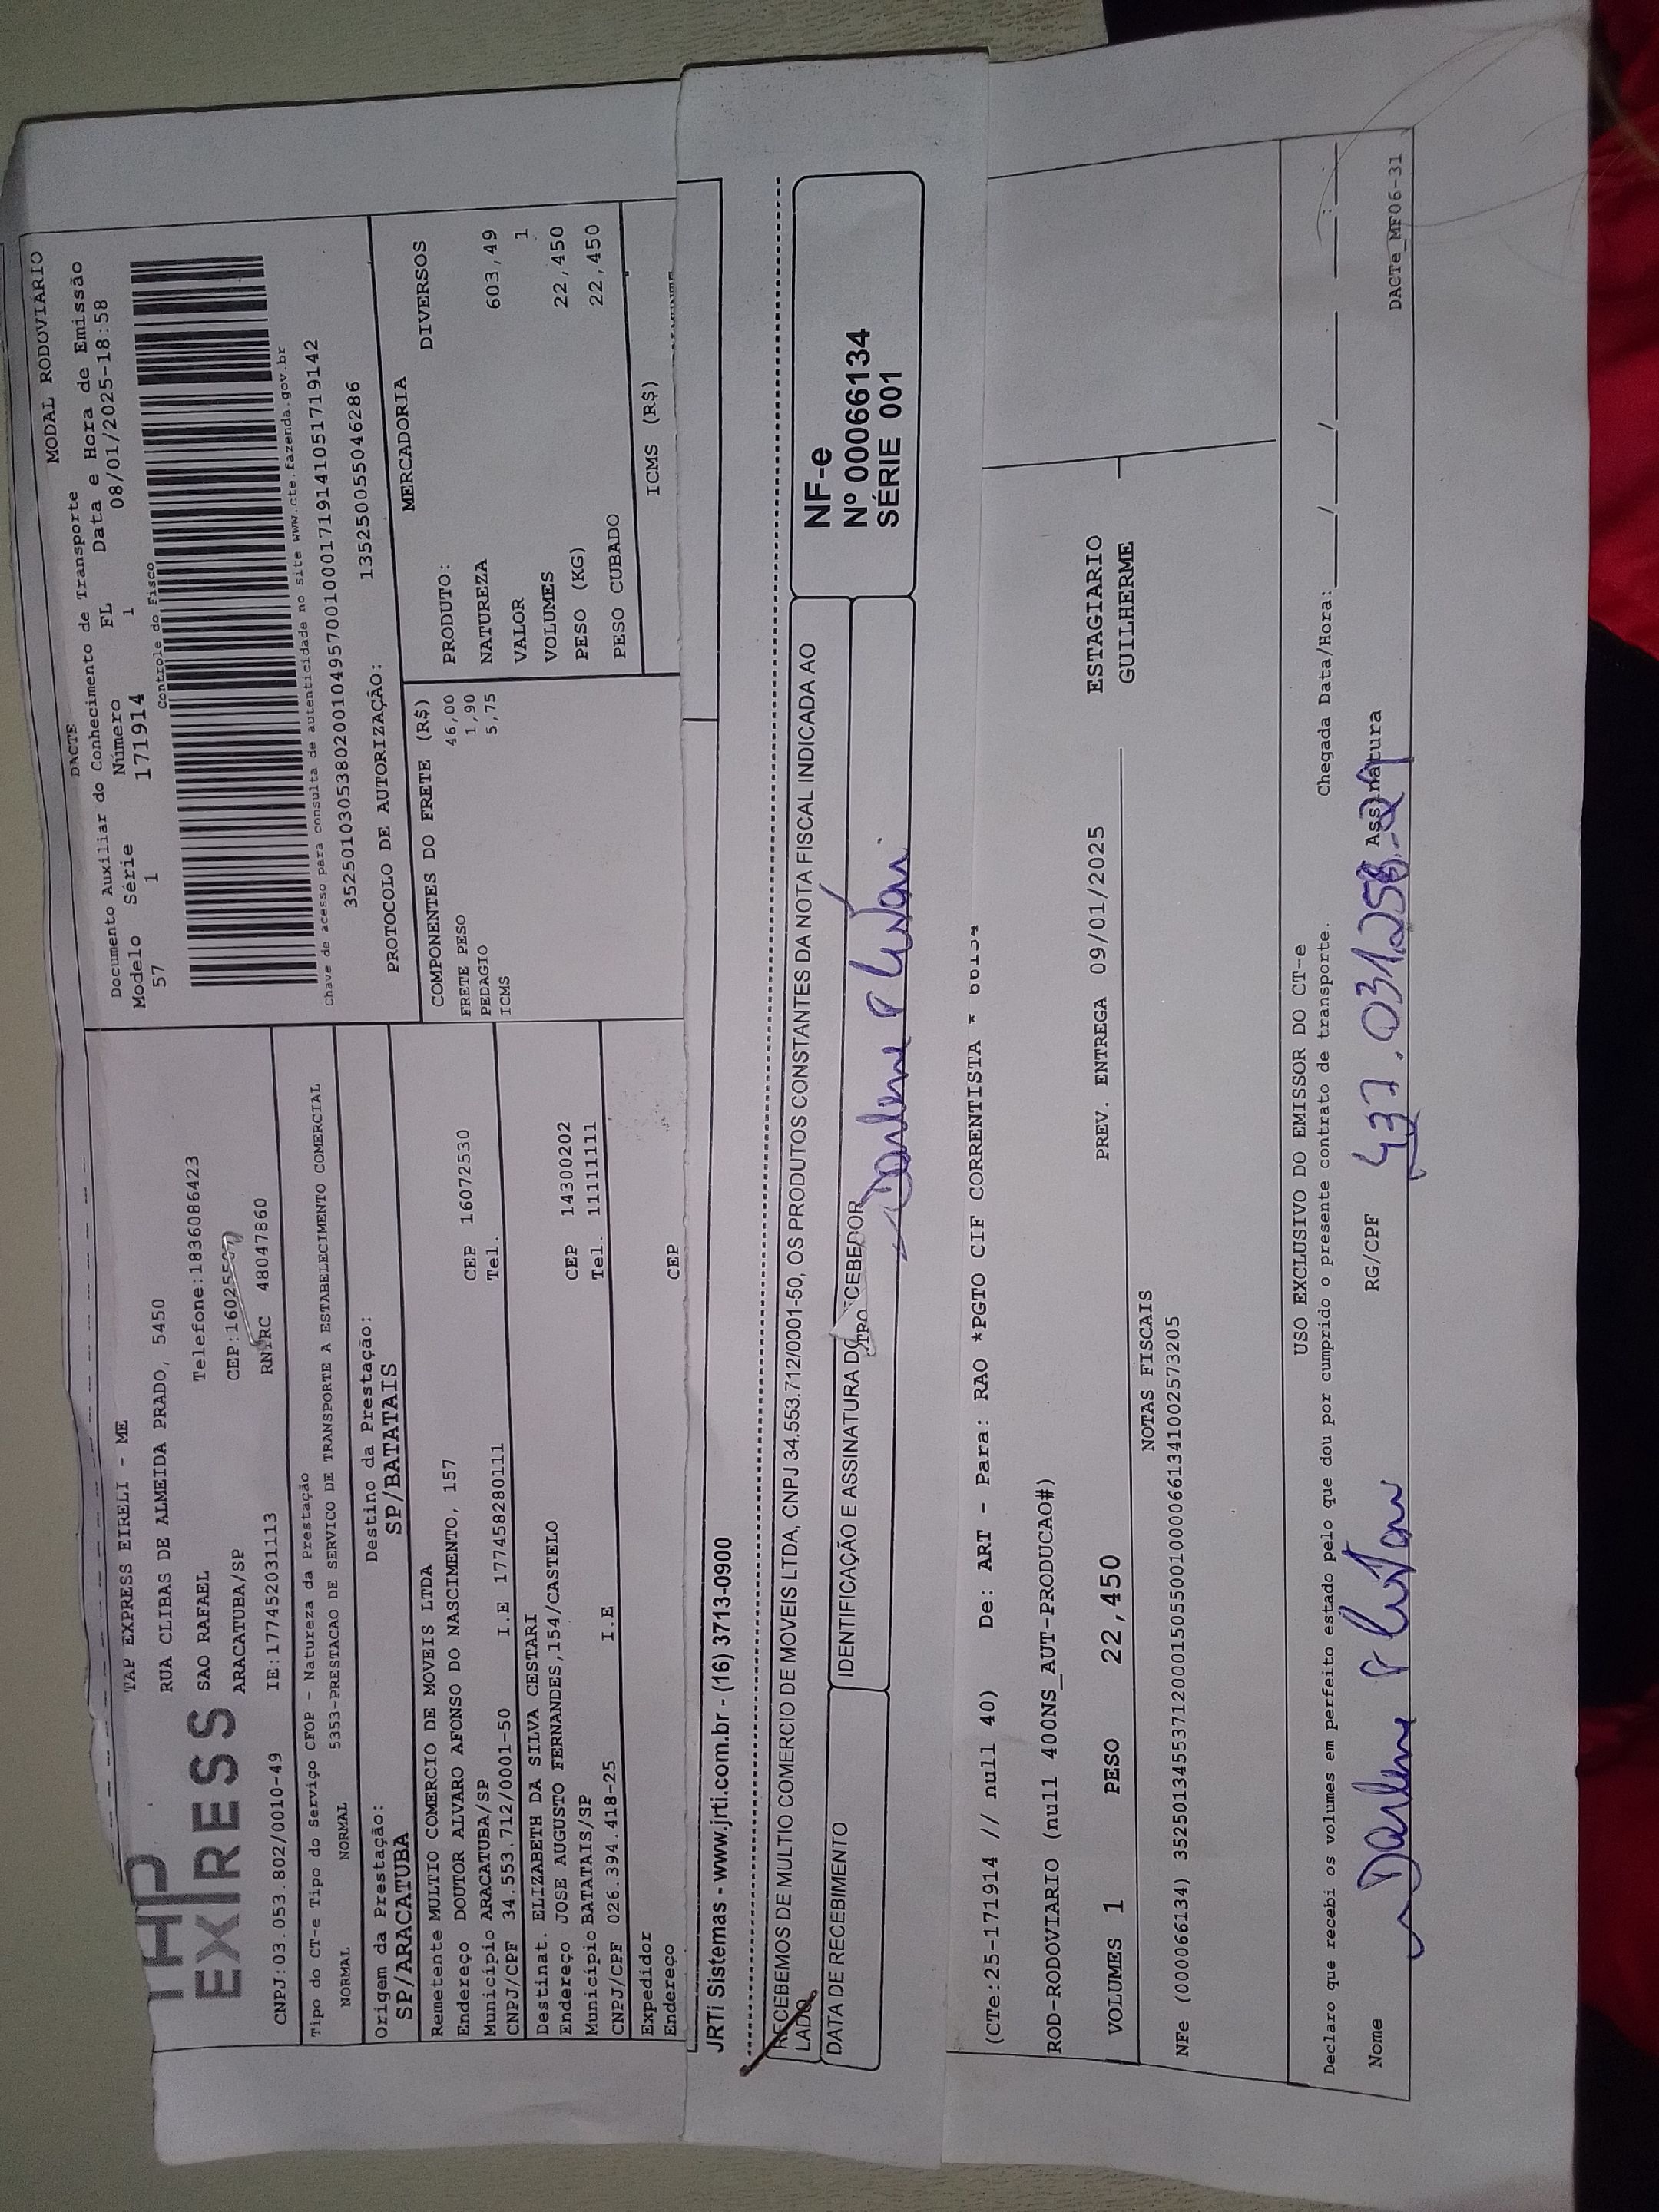 DACTE
MODAL RODOVIÁRIO
Documento Auxiliar do Conhecimento de Transporte
Modelo Série Número FL Data e Hora de Emissão
57 1 171914 1 08/01/2025-18:58
Controle do Fisco
Chave de acesso para consulta de autenticidade no site www.cte.fazenda.gov.br
35250103053802001049570010001719141051719142
PROTOCOLO DE AUTORIZAÇÃO: 135250055046286
EXPRESS
TAP EXPRESS EIRELI - ME
RUA CLIBAS DE ALMEIDA PRADO, 5450
SAO RAFAEL Telefone:1836086423
ARACATUBA/SP
CNPJ:03.053.802/0010-49 IE:177452031113 RNTRC 48047860
Tipo do CT-e Tipo do Serviço CFOP - Natureza da Prestação
NORMAL NORMAL 5353-PRESTACAO DE SERVICO DE TRANSPORTE A ESTABELECIMENTO COMERCIAL
Origem da Prestação: Destino da Prestação:
SP/ARACATUBA SP/BATATAIS
Remetente MULTIO COMERCIO DE MOVEIS LTDA
Endereço DOUTOR ALVARO AFONSO DO NASCIMENTO, 157
Município ARACATUBA/SP CEP 16072530
CNPJ/CPF 34.553.712/0001-50 I.E 177458280111 Tel.
Destinat. ELIZABETH DA SILVA CESTARI
Endereço JOSE AUGUSTO FERNANDES,154/CASTELO
Município BATATAIS/SP CEP 14300202
CNPJ/CPF 026.394.418-25 I.E Tel. 11111111
Expedidor
Endereço CEP
COMPONENTES DO FRETE (R$)
FRETE PESO 46,00
PEDAGIO 1,90
ICMS 5,75
MERCADORIA
PRODUTO: DIVERSOS
NATUREZA
VALOR 603,49
VOLUMES 1
PESO (KG) 22,450
PESO CUBADO 22,450
ICMS (R$)
JRTi Sistemas - www.jrti.com.br - (16) 3713-0900
RECEBEMOS DE MULTIO COMERCIO DE MOVEIS LTDA, CNPJ 34.553.712/0001-50, OS PRODUTOS CONSTANTES DA NOTA FISCAL INDICADA AO
LADO
DATA DE RECEBIMENTO
IDENTIFICAÇÃO E ASSINATURA DO
NF-e
Nº 000066134
SÉRIE 001
(CTe:25-171914 // null 40) De: ART - Para: RAO *PGTO CIF CORRENTISTA *
ROD-RODOVIARIO (null 400NS_AUT-PRODUCAO#)
VOLUMES 1 PESO 22,450 PREV. ENTREGA 09/01/2025 ESTAGIARIO
GUILHERME
NOTAS FISCAIS
NFe (000066134) 35250134553712000150550010000661341002573205
USO EXCLUSIVO DO EMISSOR DO CT-e
Declaro que recebi os volumes em perfeito estado pelo que dou por cumprido o presente contrato de transporte. Chegada Data/Hora: ___/___/___ ___:___
Nome RG/CPF Assinatura
DACTe_MF06-31